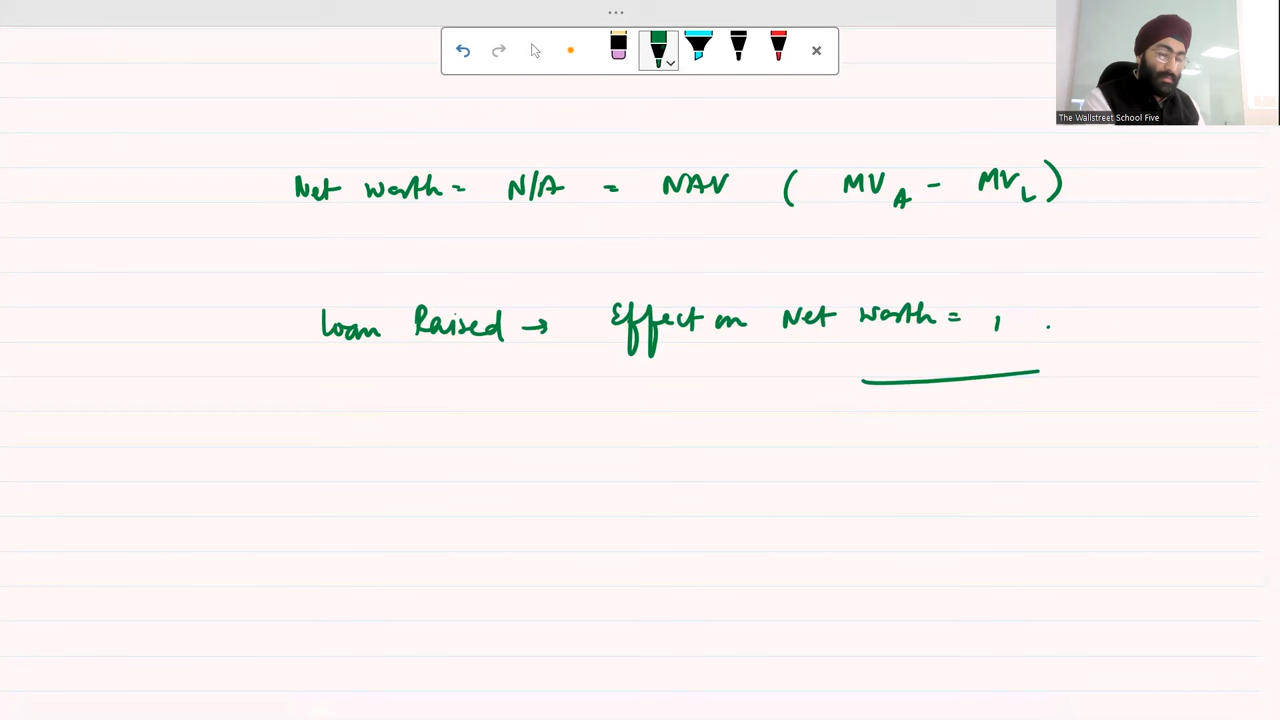 The Wallstreet School Five
Net worth = N/A = NAV ( MV_A - MV_L )
Loan Raised → Effect on Net worth = , .